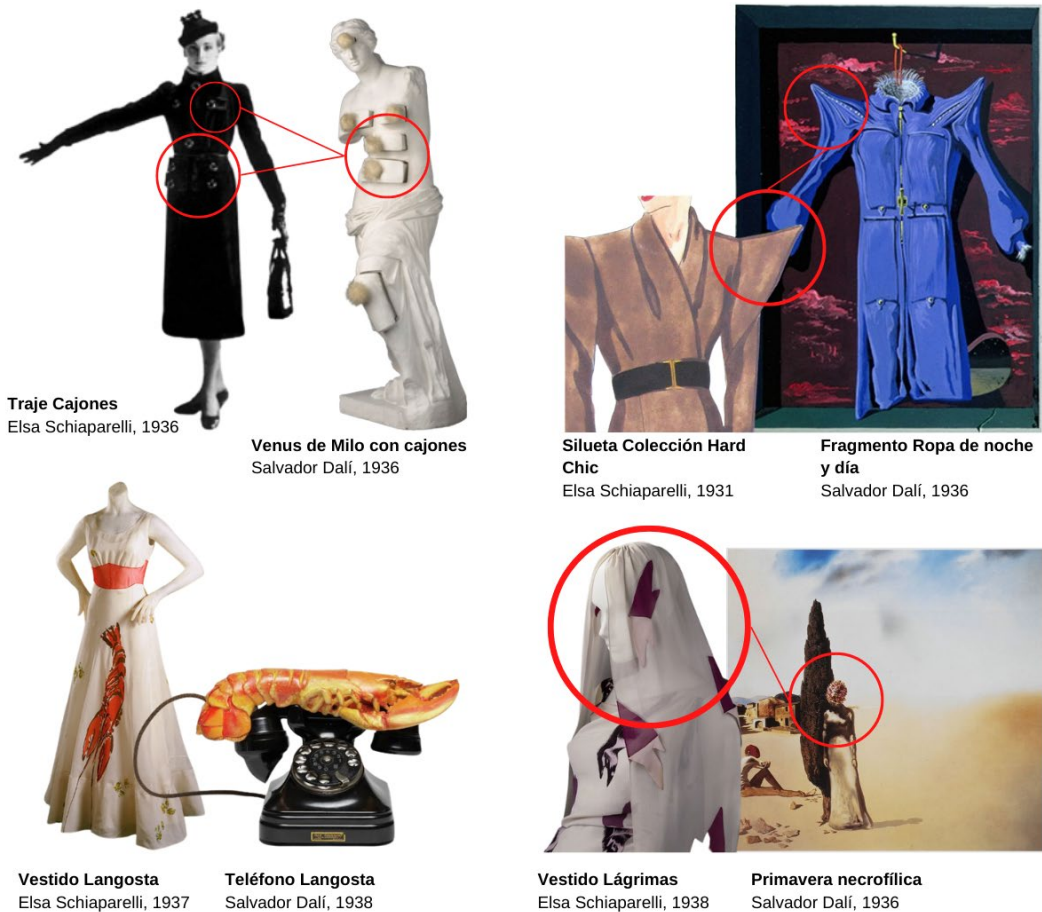 Traje Cajones
Elsa Schiaparelli, 1936
Venus de Milo con cajones
Salvador Dalí, 1936
Silueta Colección Hard
Chic
Elsa Schiaparelli, 1931
Fragmento Ropa de noche
y día
Salvador Dalí, 1936
Vestido Langosta
Elsa Schiaparelli, 1937
Teléfono Langosta
Salvador Dalí, 1938
Vestido Lágrimas
Elsa Schiaparelli, 1938
Primavera necrofílica
Salvador Dalí, 1936